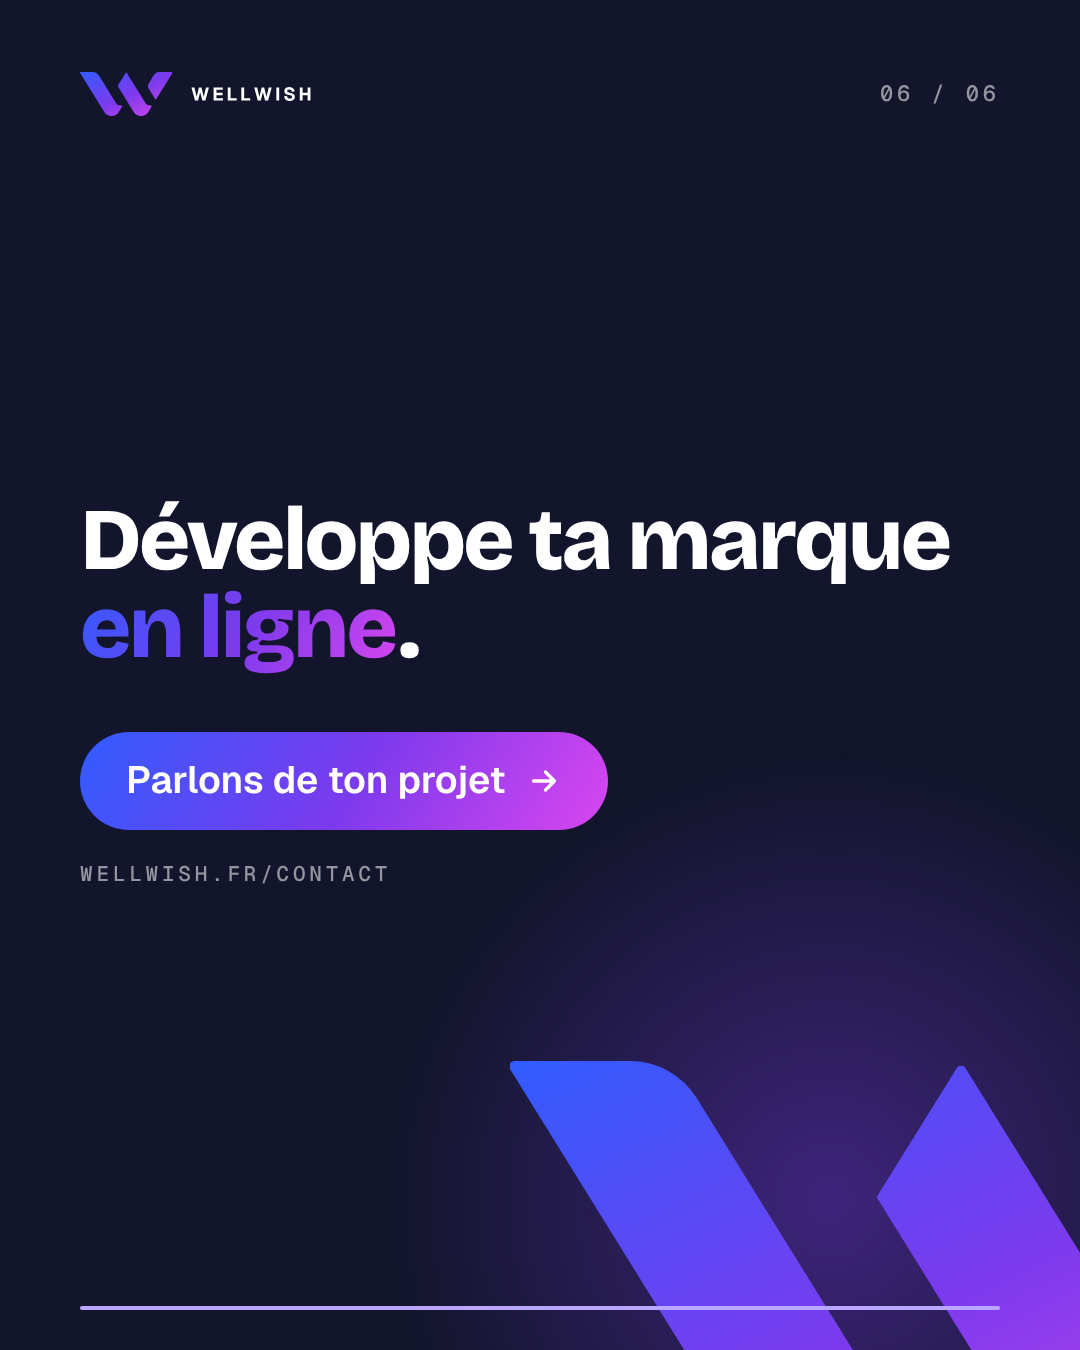 WELLWISH
06 / 06
Développe ta marque
en ligne.
Parlons de ton projet →
WELLWISH.FR/CONTACT